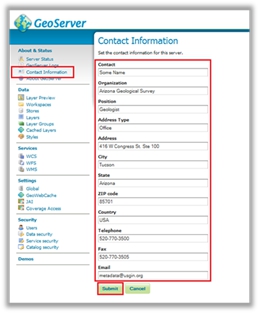 GeoServer
About & Status
Server Status
GeoServer Logs
Contact Information
About GeoServer
Data
Layer Preview
Workspaces
Stores
Layers
Layer Groups
Cached Layers
Styles
Services
WCS
WFS
WMS
Settings
Global
GeoWebCache
JAI
Coverage Access
Security
Users
Data security
Service security
Catalog security
Demos
Contact Information
Set the contact information for this server.
Contact
Some Name
Organization
Arizona Geological Survey
Position
Geologist
Address Type
Office
Address
416 W Congress St. Ste 100
City
Tucson
State
Arizona
ZIP code
85701
Country
USA
Telephone
520-770-3500
Fax
520-770-3505
Email
metadata@usgin.org
Submit
Cancel